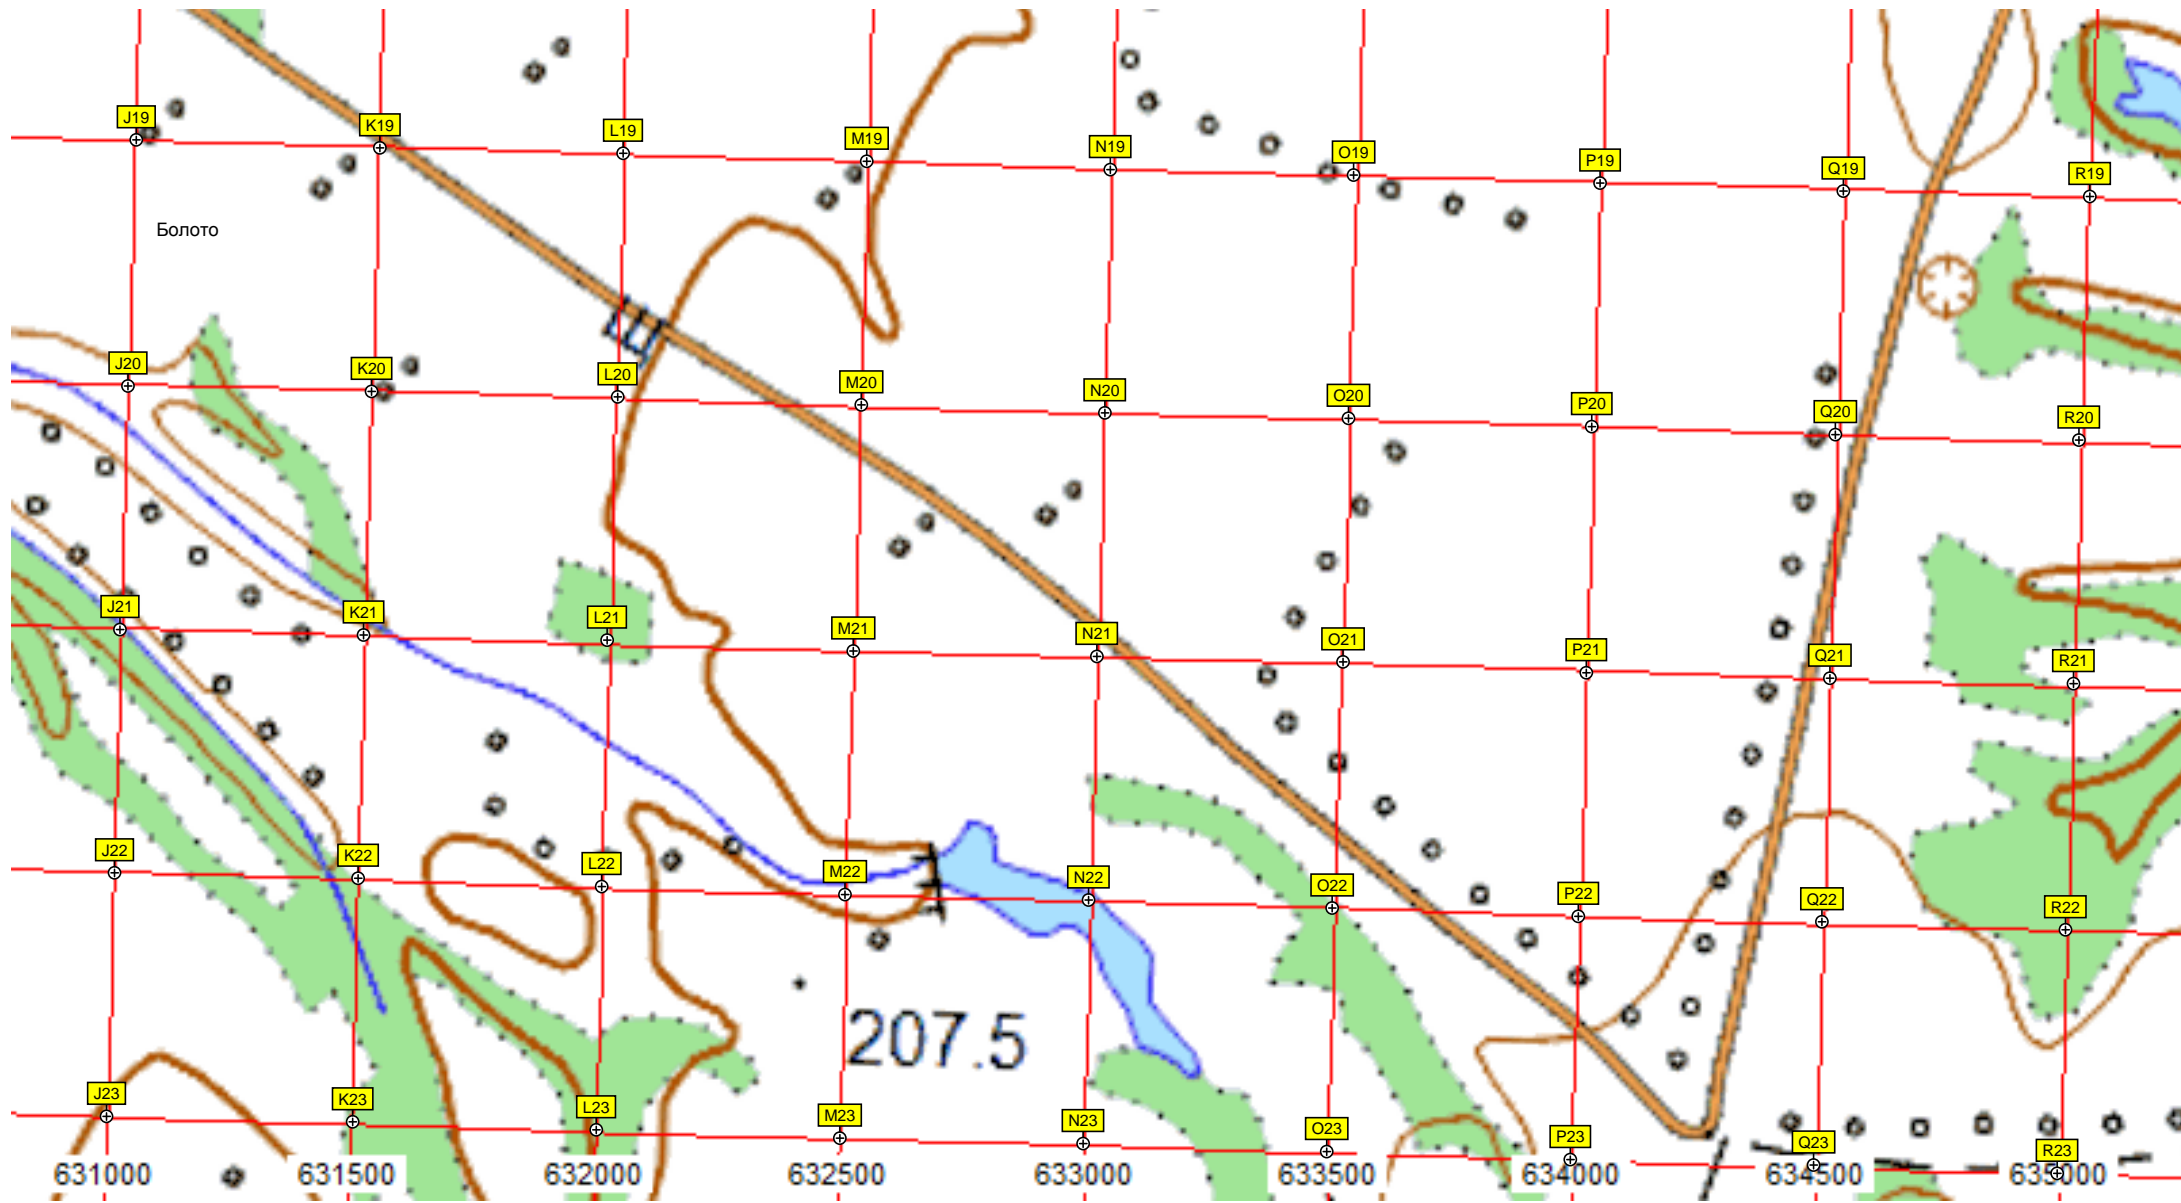 J19 K19 L19 M19 N19 O19 P19 Q19 R19
Болото
J20 K20 L20 M20 N20 O20 P20 Q20 R20
J21 K21 L21 M21 N21 O21 P21 Q21 R21
J22 K22 L22 M22 N22 O22 P22 Q22 R22
207.5
J23 K23 L23 M23 N23 O23 P23 Q23 R23
631000 631500 632000 632500 633000 633500 634000 634500 635000